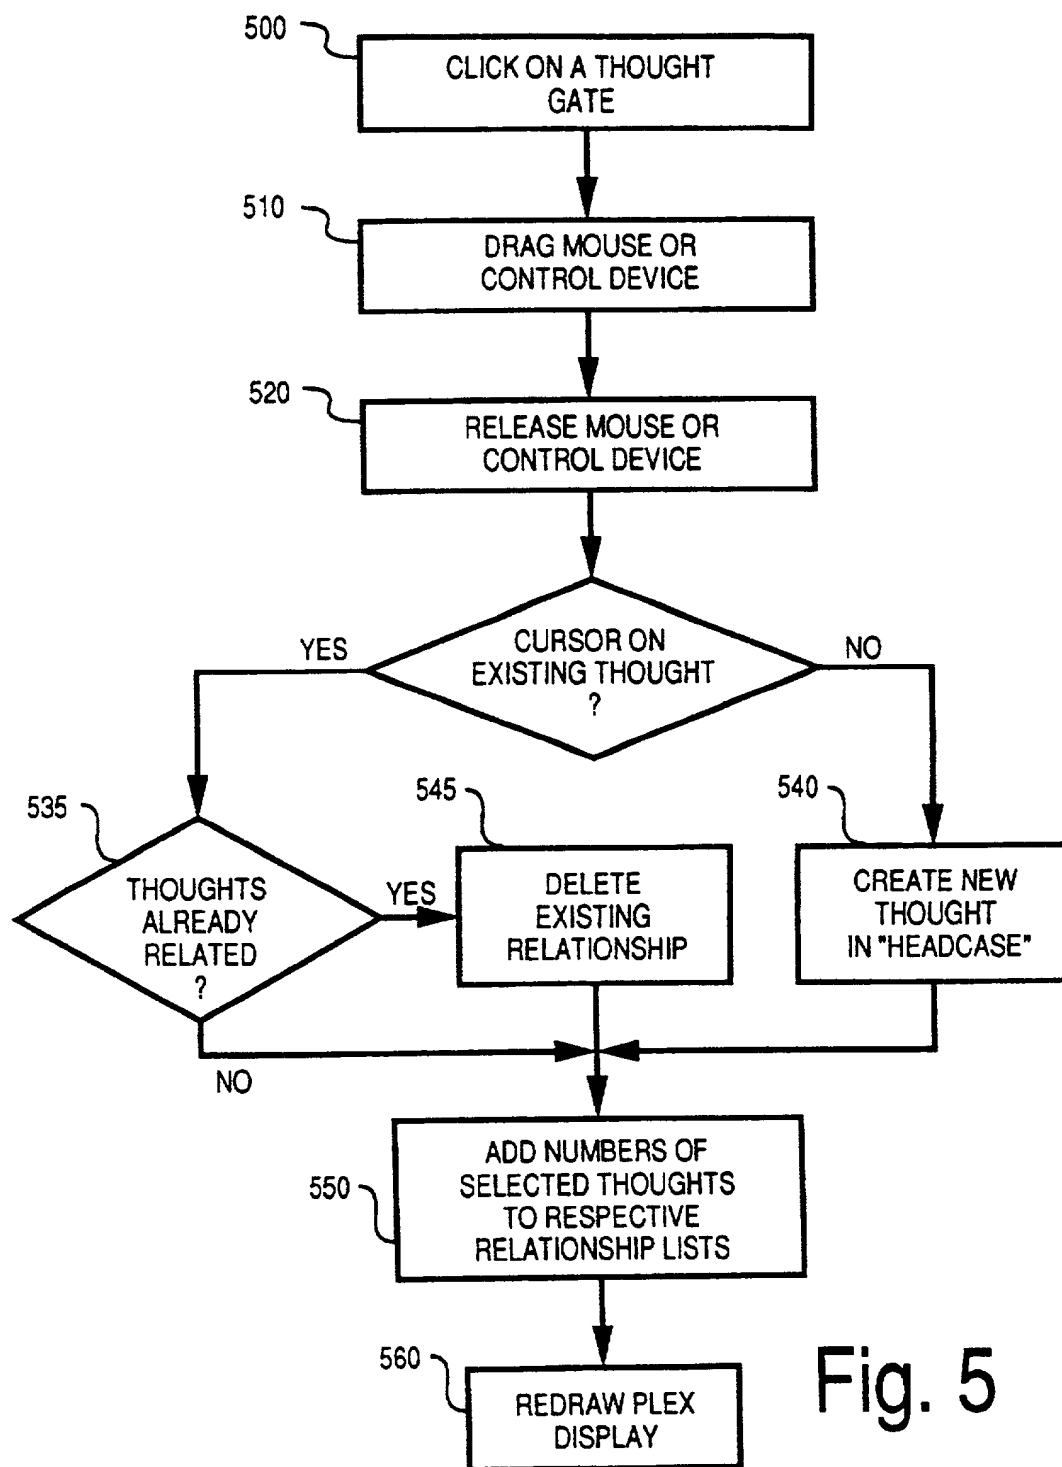 500
CLICK ON A THOUGHT
GATE
510
DRAG MOUSE OR
CONTROL DEVICE
520
RELEASE MOUSE OR
CONTROL DEVICE
YES
CURSOR ON
EXISTING THOUGHT
?
NO
535
THOUGHTS
ALREADY
RELATED
?
YES
NO
545
DELETE
EXISTING
RELATIONSHIP
540
CREATE NEW
THOUGHT
IN "HEADCASE"
550
ADD NUMBERS OF
SELECTED THOUGHTS
TO RESPECTIVE
RELATIONSHIP LISTS
560
REDRAW PLEX
DISPLAY
Fig. 5